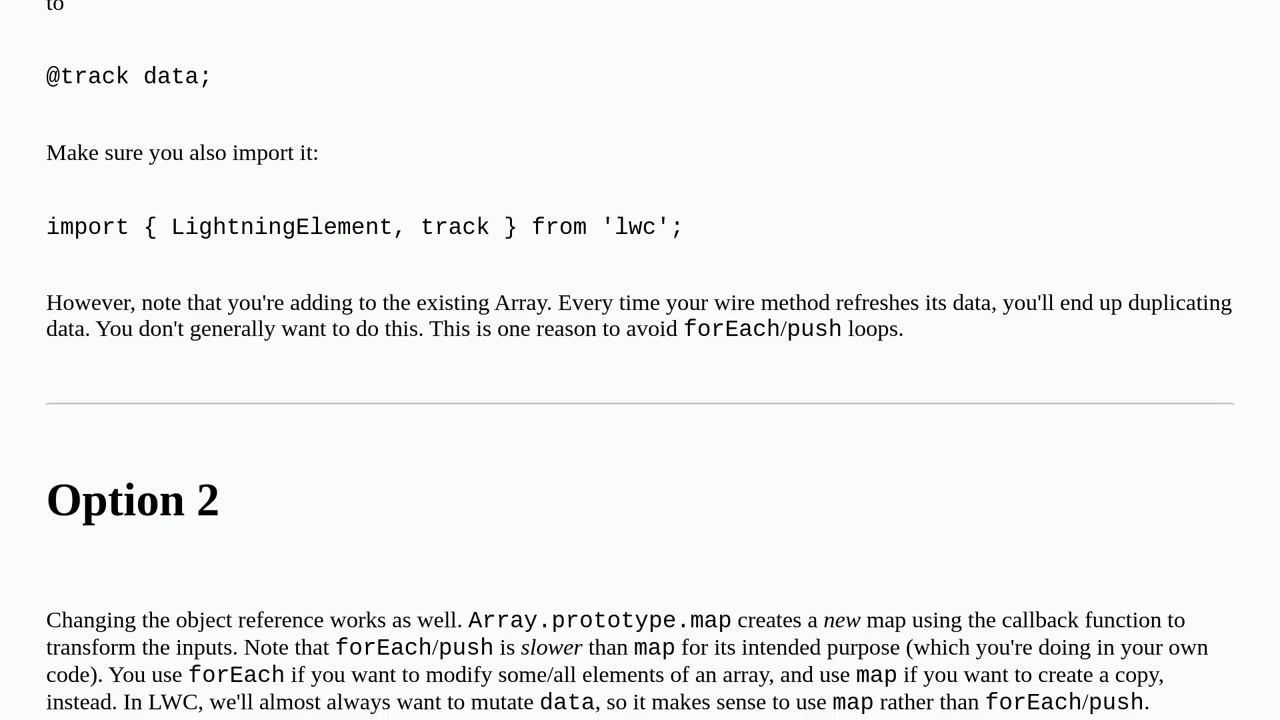 to
@track data;
Make sure you also import it:
import { LightningElement, track } from 'lwc';
However, note that you're adding to the existing Array. Every time your wire method refreshes its data, you'll end up duplicating
data. You don't generally want to do this. This is one reason to avoid forEach/push loops.
Option 2
Changing the object reference works as well. Array.prototype.map creates a new map using the callback function to
transform the inputs. Note that forEach/push is slower than map for its intended purpose (which you're doing in your own
code). You use forEach if you want to modify some/all elements of an array, and use map if you want to create a copy,
instead. In LWC, we'll almost always want to mutate data, so it makes sense to use map rather than forEach/push.